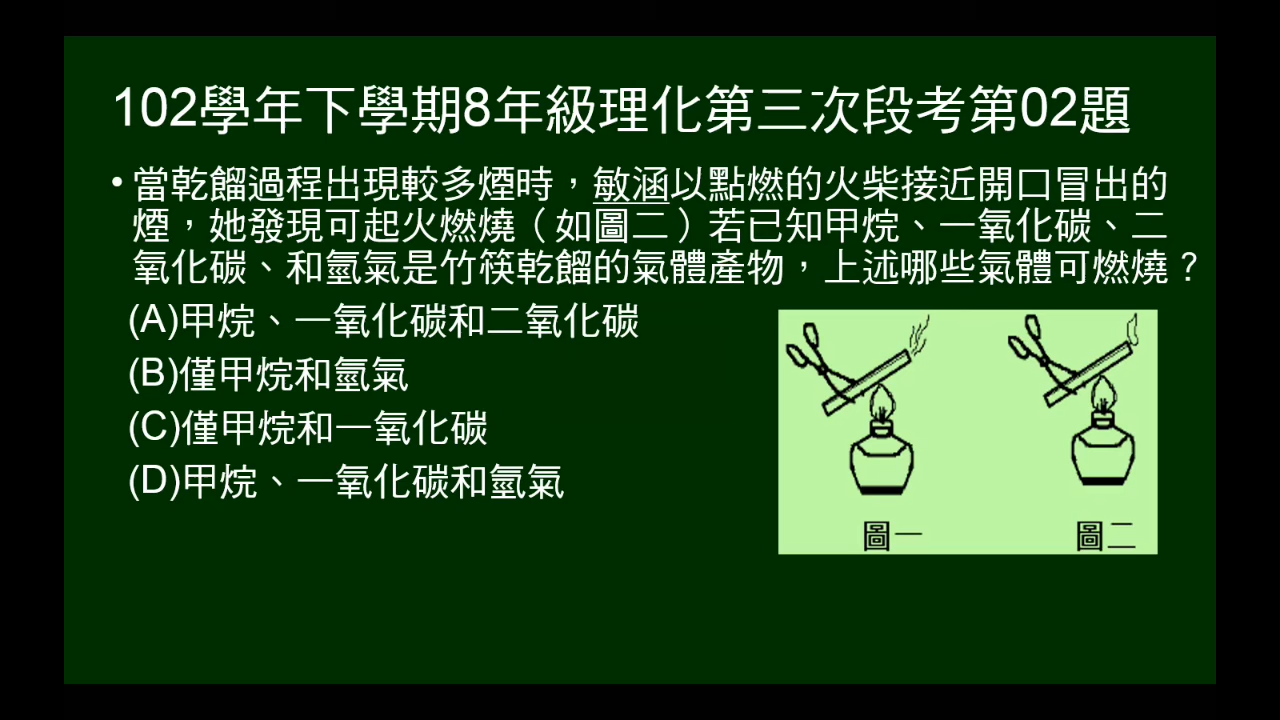 102學年下學期8年級理化第三次段考第02題
•當乾餾過程出現較多煙時，敏涵以點燃的火柴接近開口冒出的
煙，她發現可起火燃燒（如圖二）若已知甲烷、一氧化碳、二
氧化碳、和氫氣是竹筷乾餾的氣體產物，上述哪些氣體可燃燒？
(A)甲烷、一氧化碳和二氧化碳
(B)僅甲烷和氫氣
(C)僅甲烷和一氧化碳
(D)甲烷、一氧化碳和氫氣
圖一
圖二